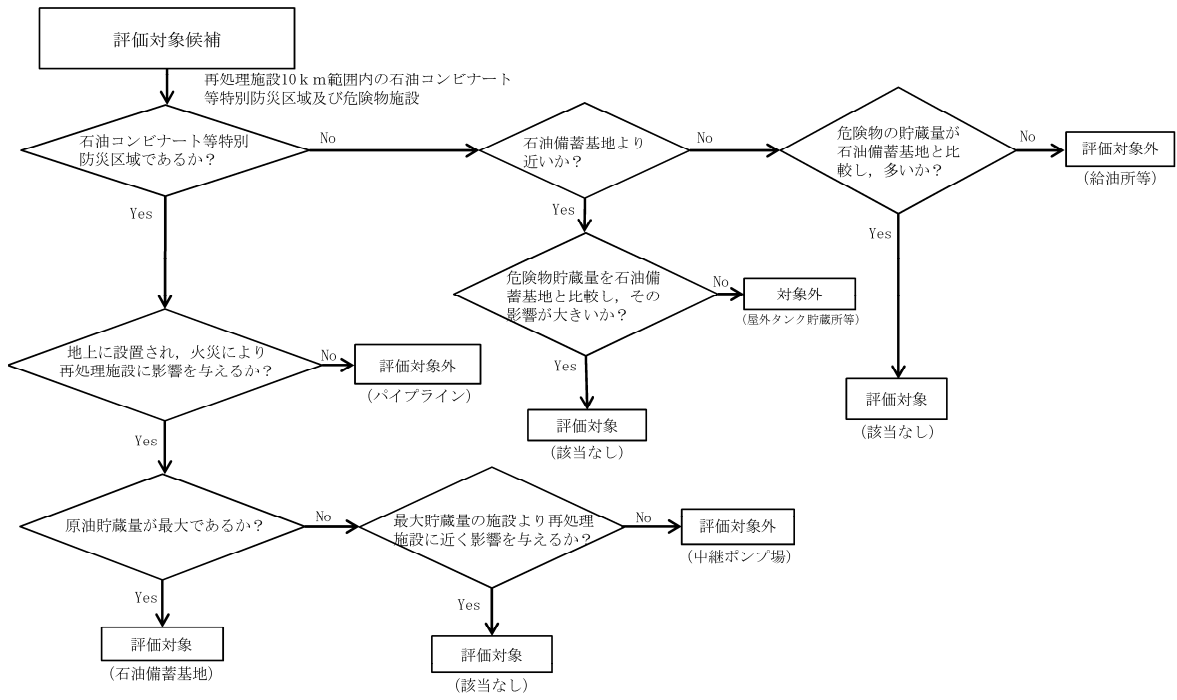 評価対象候補
再処理施設10ｋｍ範囲内の石油コンビナート
等特別防災区域及び危険物施設
石油コンビナート等特別
防災区域であるか？
No
石油備蓄基地より
近いか？
No
危険物の貯蔵量が
石油備蓄基地と比
較し，多いか？
No
評価対象外
（給油所等）
Yes
Yes
Yes
危険物貯蔵量を石油備
蓄基地と比較し，その
影響が大きいか？
No
対象外
（屋外タンク貯蔵所等）
地上に設置され，火災により
再処理施設に影響を与えるか？
No
評価対象外
（パイプライン）
Yes
評価対象
（該当なし）
評価対象
（該当なし）
Yes
原油貯蔵量が最大であるか？
No
最大貯蔵量の施設より再処理
施設に近く影響を与えるか？
No
評価対象外
（中継ポンプ場）
Yes
Yes
評価対象
（石油備蓄基地）
評価対象
（該当なし）